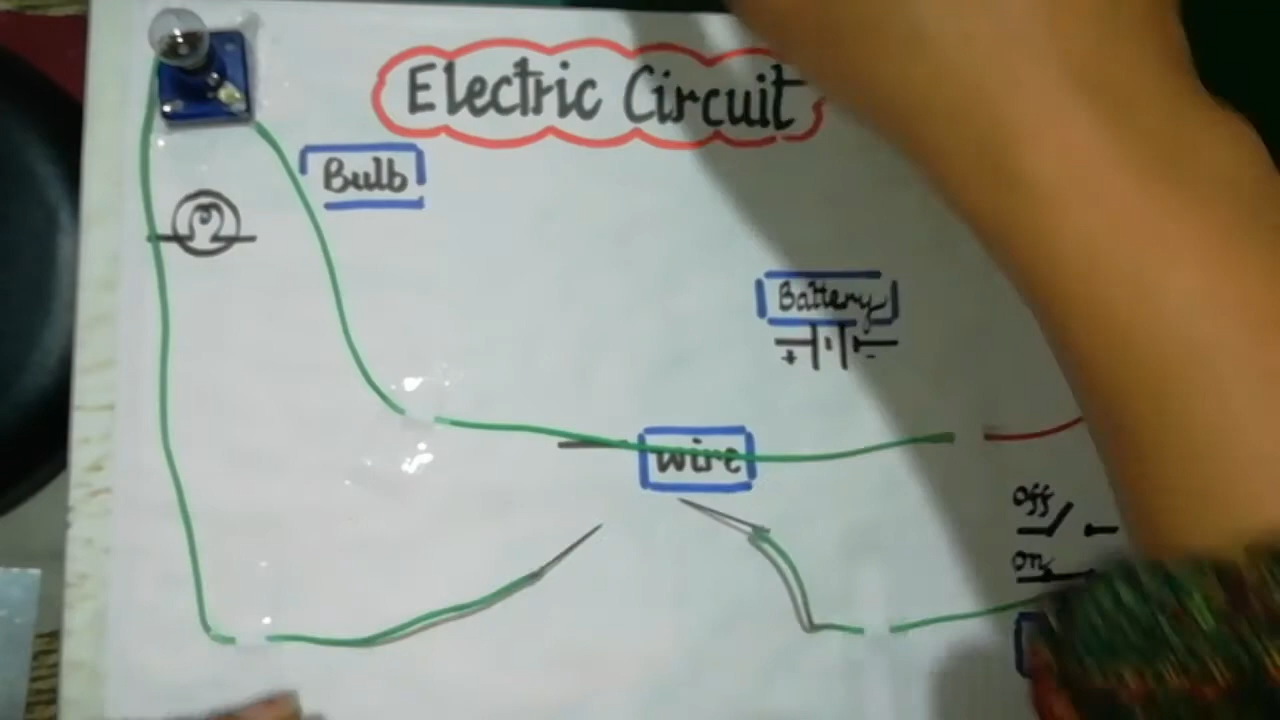 Electric Circuit
Bulb
Battery
+ -
wire
Off
On